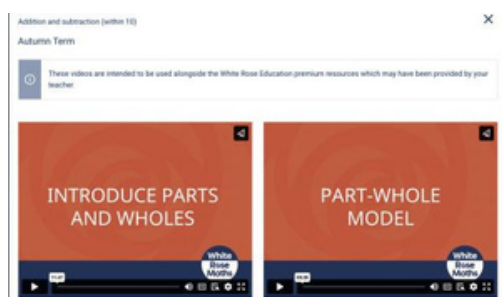 Addition and subtraction (within 10)
Autumn Term
These videos are intended to be used alongside the White Rose Education premium resources which may have been provided by your
teacher.
INTRODUCE PARTS
AND WHOLES
White
Rose
Maths
PART-WHOLE
MODEL
White
Rose
Maths